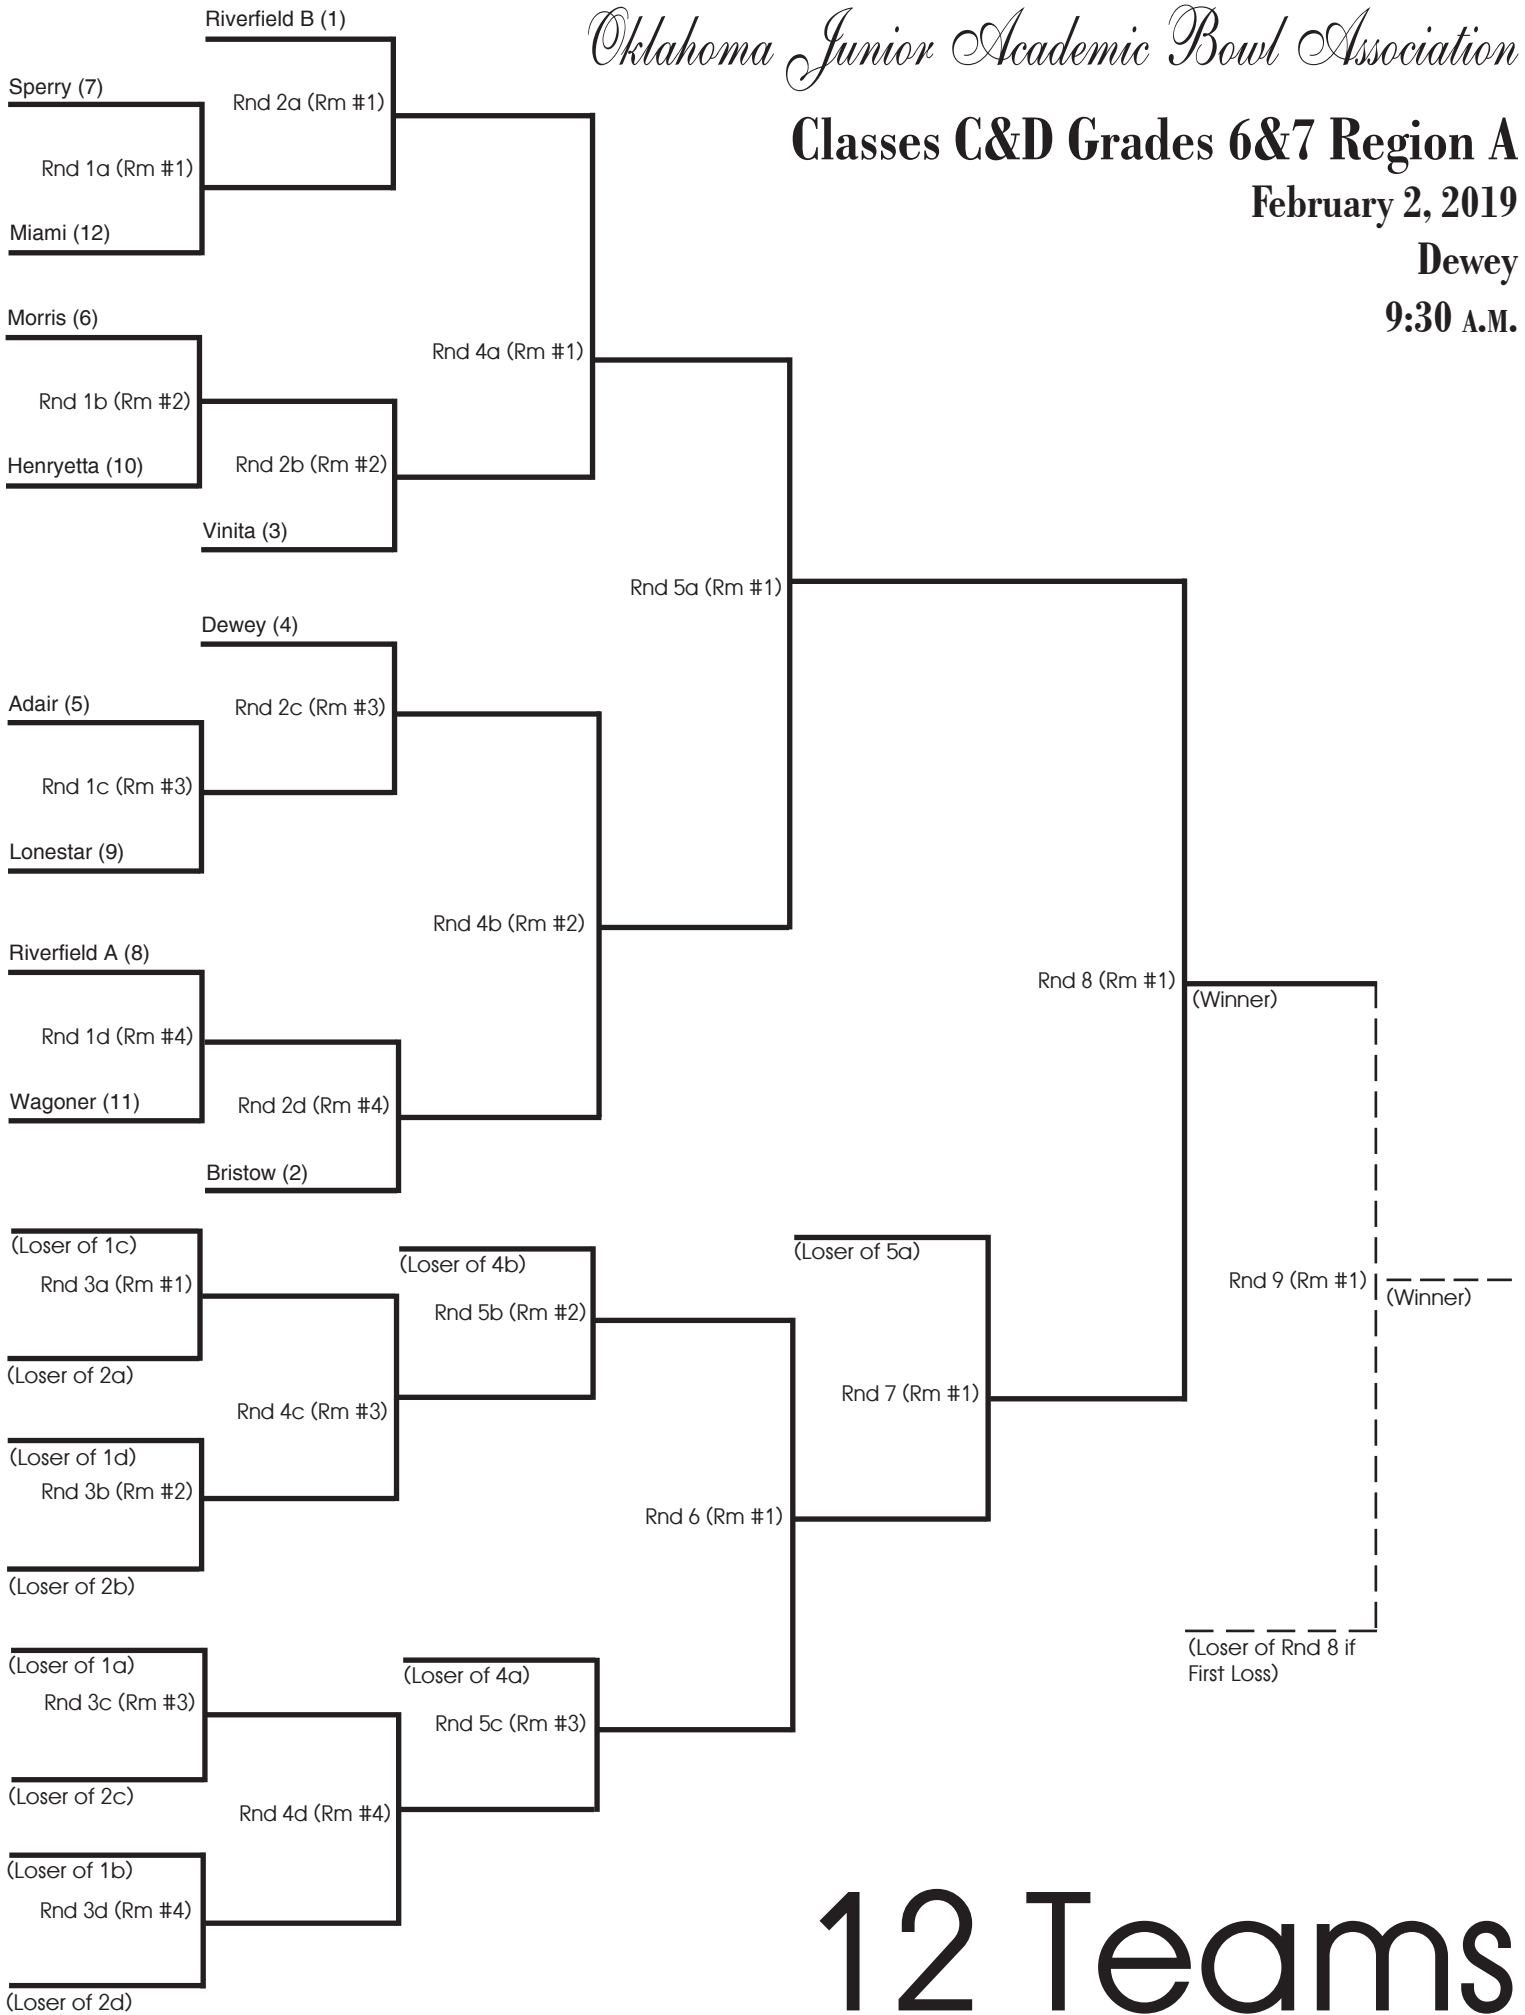 Oklahoma Junior Academic Bowl Association
Classes C&D Grades 6&7 Region A
February 2, 2019
Dewey
9:30 A.M.
Riverfield B (1)
Sperry (7)
Rnd 2a (Rm #1)
Rnd 1a (Rm #1)
Miami (12)
Morris (6)
Rnd 4a (Rm #1)
Rnd 1b (Rm #2)
Henryetta (10)
Rnd 2b (Rm #2)
Vinita (3)
Rnd 5a (Rm #1)
Dewey (4)
Adair (5)
Rnd 2c (Rm #3)
Rnd 1c (Rm #3)
Lonestar (9)
Rnd 4b (Rm #2)
Riverfield A (8)
Rnd 8 (Rm #1)
(Winner)
Rnd 1d (Rm #4)
Wagoner (11)
Rnd 2d (Rm #4)
Bristow (2)
(Loser of 1c)
(Loser of 4b)
(Loser of 5a)
Rnd 3a (Rm #1)
Rnd 9 (Rm #1)
(Winner)
Rnd 5b (Rm #2)
(Loser of 2a)
Rnd 7 (Rm #1)
Rnd 4c (Rm #3)
(Loser of 1d)
Rnd 3b (Rm #2)
Rnd 6 (Rm #1)
(Loser of 2b)
(Loser of Rnd 8 if
First Loss)
(Loser of 1a)
(Loser of 4a)
Rnd 3c (Rm #3)
Rnd 5c (Rm #3)
(Loser of 2c)
Rnd 4d (Rm #4)
(Loser of 1b)
Rnd 3d (Rm #4)
(Loser of 2d)
12 Teams